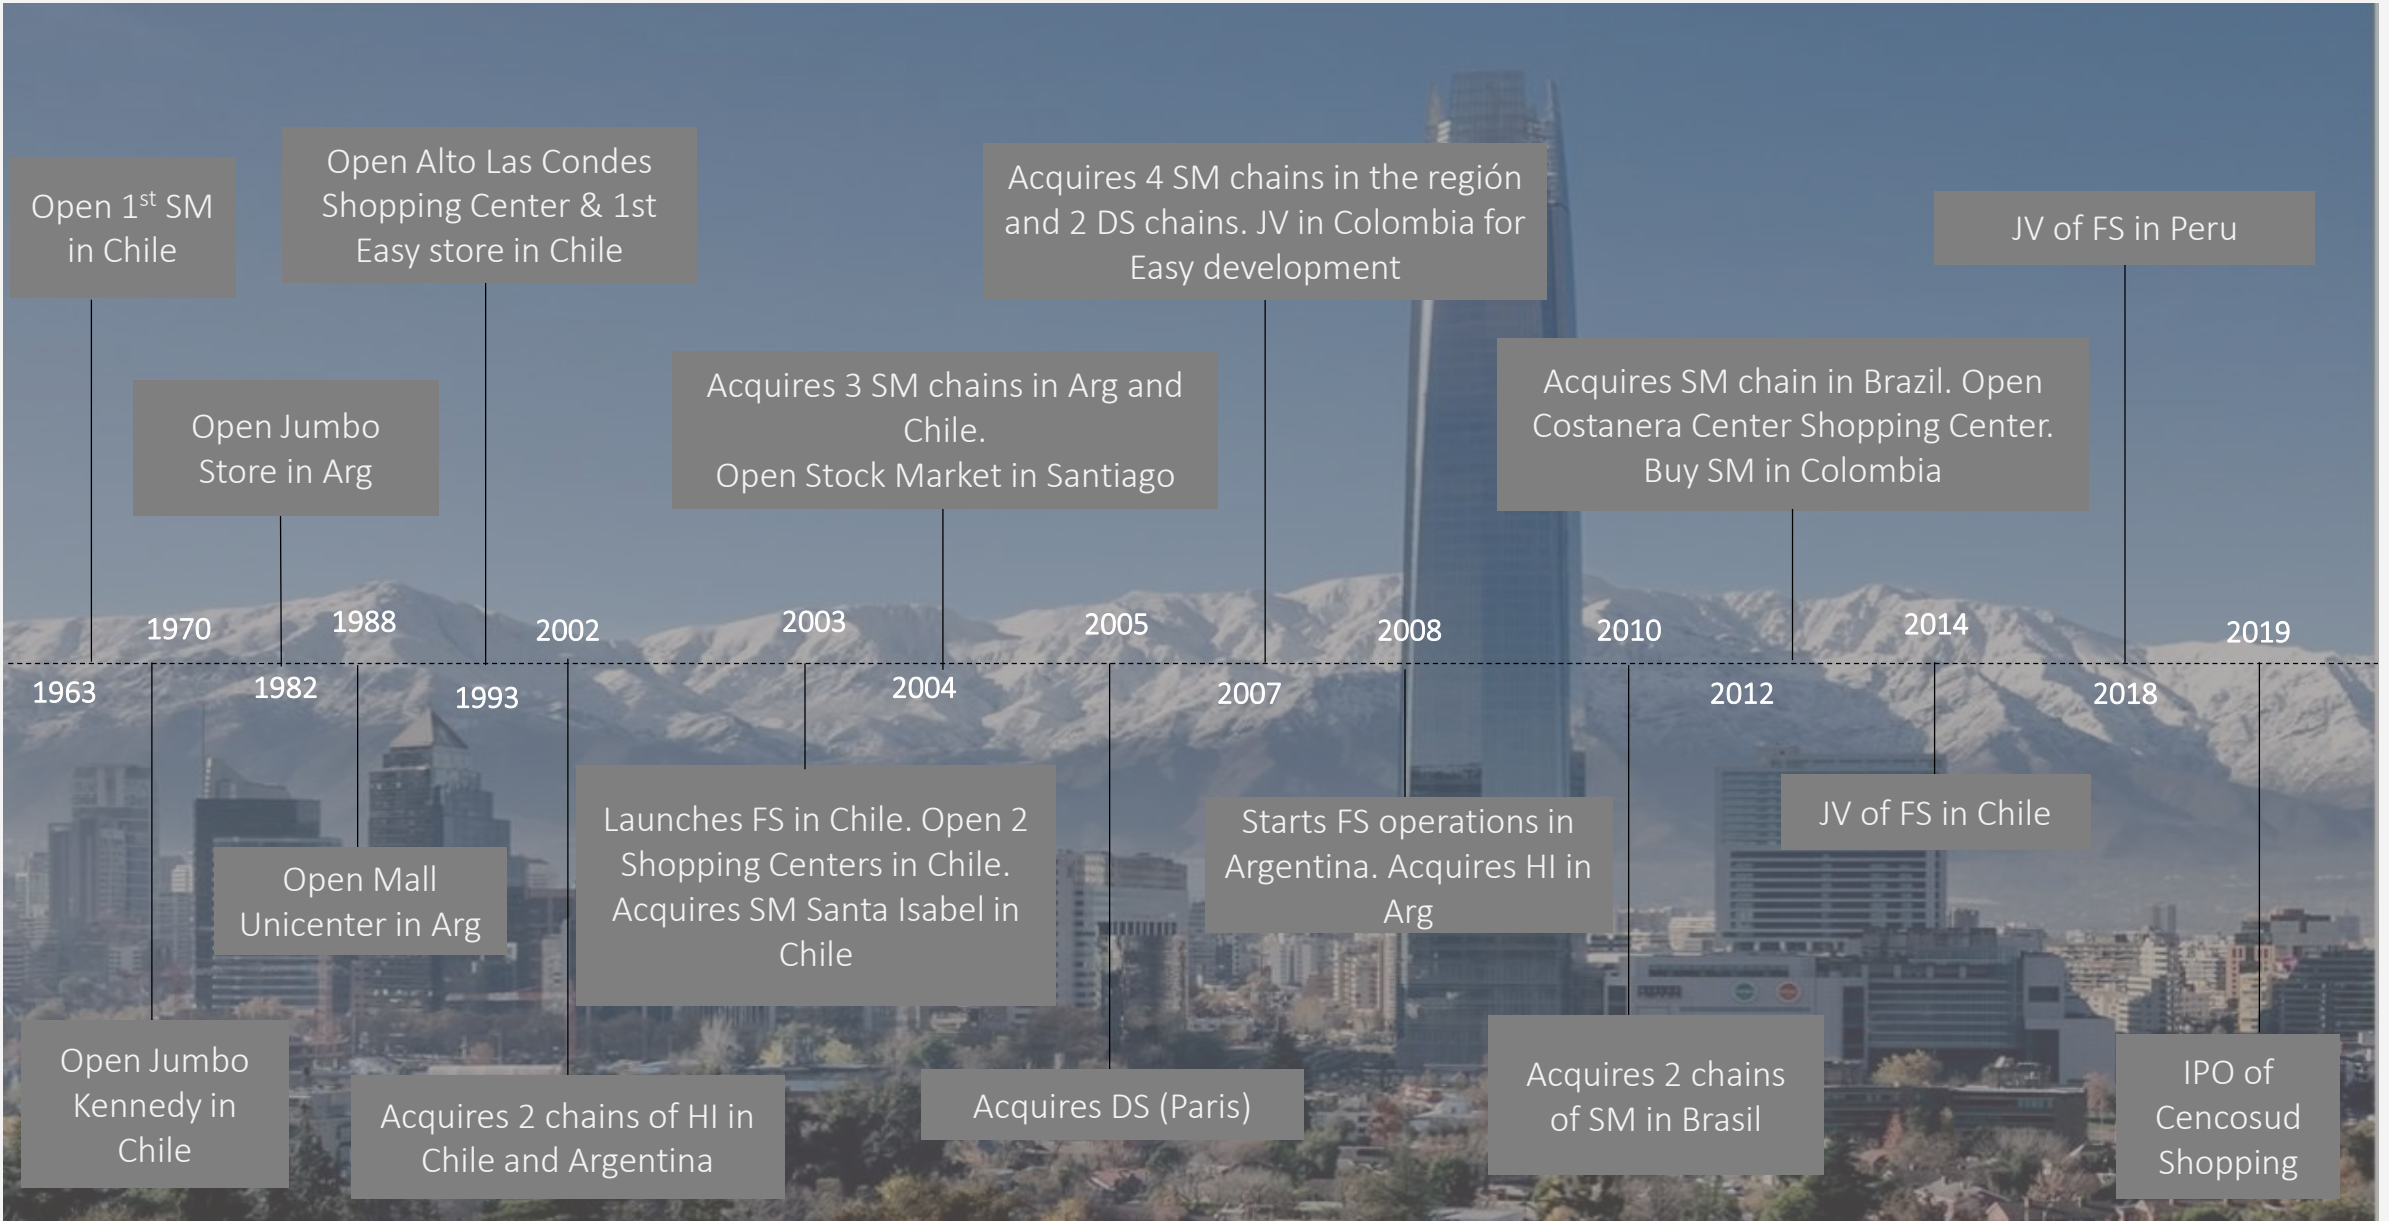 Open 1st SM
in Chile
Open Alto Las Condes
Shopping Center & 1st
Easy store in Chile
Acquires 4 SM chains in the región
and 2 DS chains. JV in Colombia for
Easy development
JV of FS in Peru
Open Jumbo
Store in Arg
Acquires 3 SM chains in Arg and
Chile.
Open Stock Market in Santiago
Acquires SM chain in Brazil. Open
Costanera Center Shopping Center.
Buy SM in Colombia
1970
1988
2002
2003
2005
2008
2010
2014
2019
1963
1982
1993
2004
2007
2012
2018
Open Mall
Unicenter in Arg
Launches FS in Chile. Open 2
Shopping Centers in Chile.
Acquires SM Santa Isabel in
Chile
Starts FS operations in
Argentina. Acquires HI in
Arg
JV of FS in Chile
Open Jumbo
Kennedy in
Chile
Acquires 2 chains of HI in
Chile and Argentina
Acquires DS (Paris)
Acquires 2 chains
of SM in Brasil
IPO of
Cencosud
Shopping